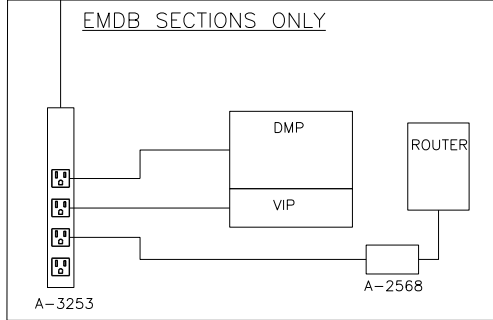 EMDB SECTIONS ONLY
DMP
ROUTER
VIP
A-2568
A-3253